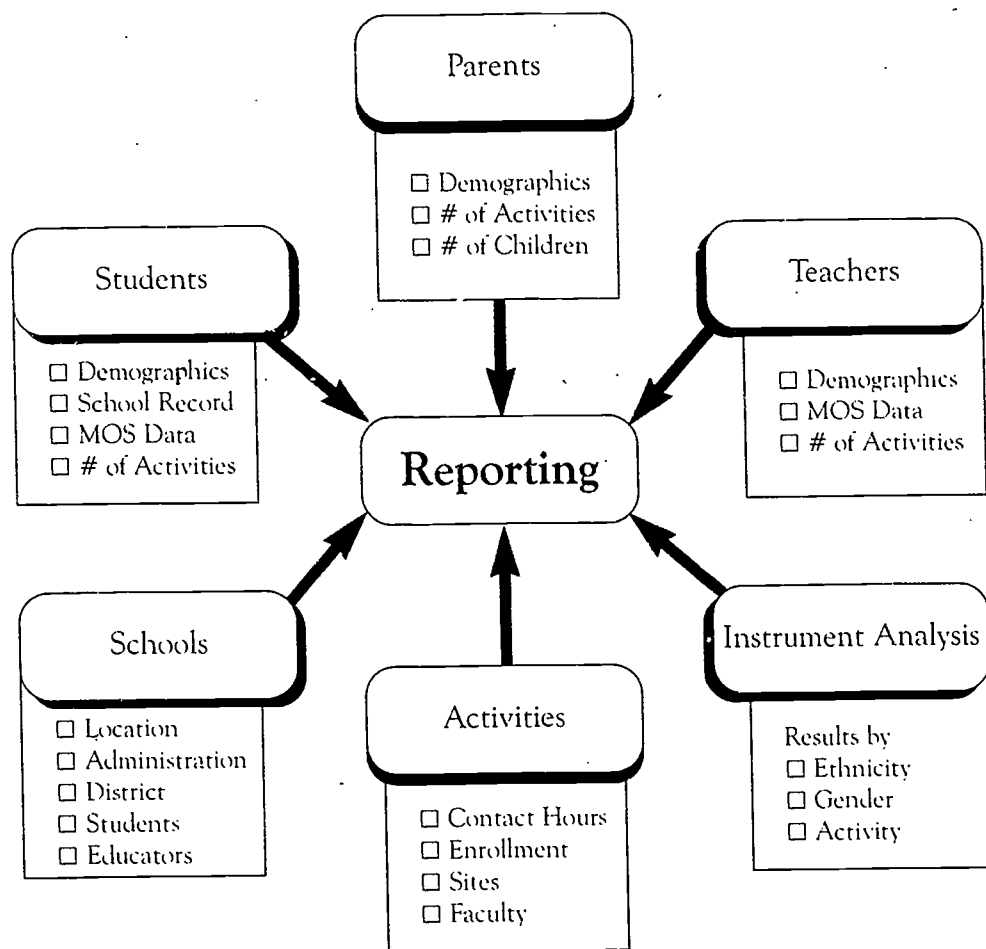 Parents
☐ Demographics
☐ # of Activities
☐ # of Children
Students
☐ Demographics
☐ School Record
☐ MOS Data
☐ # of Activities
Teachers
☐ Demographics
☐ MOS Data
☐ # of Activities
Reporting
Schools
☐ Location
☐ Administration
☐ District
☐ Students
☐ Educators
Activities
☐ Contact Hours
☐ Enrollment
☐ Sites
☐ Faculty
Instrument Analysis
Results by
☐ Ethnicity
☐ Gender
☐ Activity